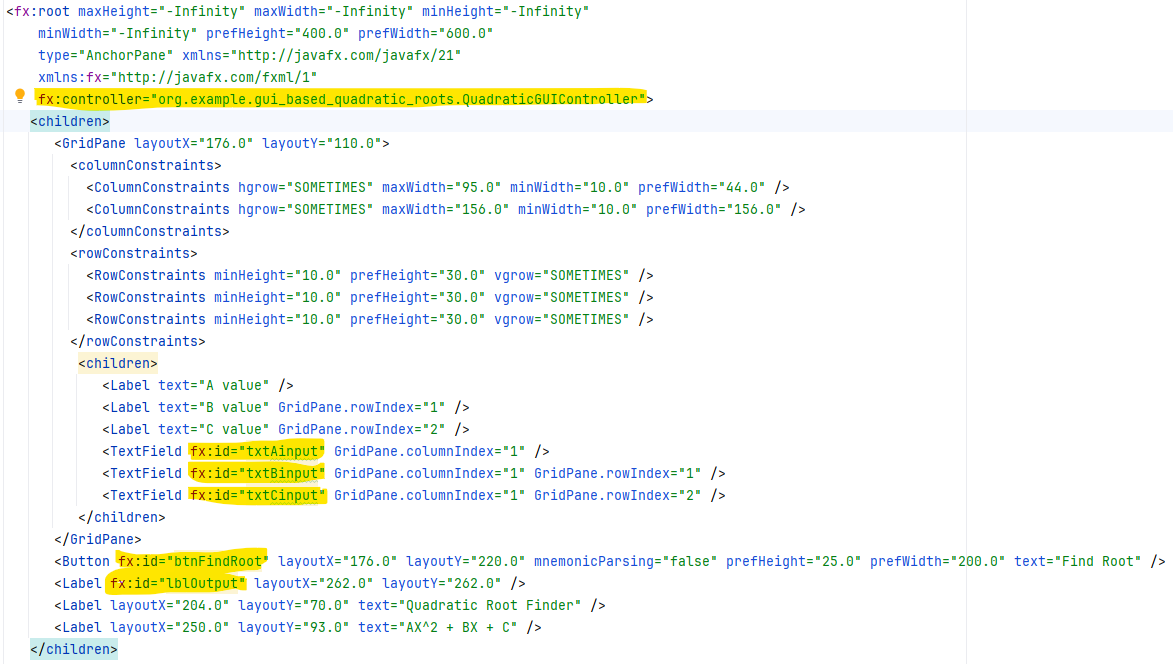 <fx:root maxHeight="-Infinity" maxWidth="-Infinity" minHeight="-Infinity"
minWidth="-Infinity" prefHeight="400.0" prefWidth="600.0"
type="AnchorPane" xmlns="http://javafx.com/javafx/21"
xmlns:fx="http://javafx.com/fxml/1"
fx:controller="org.example.gui_based_quadratic_roots.QuadraticGUIController">
<children>
<GridPane layoutX="176.0" layoutY="110.0">
<columnConstraints>
<ColumnConstraints hgrow="SOMETIMES" maxWidth="95.0" minWidth="10.0" prefWidth="44.0" />
<ColumnConstraints hgrow="SOMETIMES" maxWidth="156.0" minWidth="10.0" prefWidth="156.0" />
</columnConstraints>
<rowConstraints>
<RowConstraints minHeight="10.0" prefHeight="30.0" vgrow="SOMETIMES" />
<RowConstraints minHeight="10.0" prefHeight="30.0" vgrow="SOMETIMES" />
<RowConstraints minHeight="10.0" prefHeight="30.0" vgrow="SOMETIMES" />
</rowConstraints>
<children>
<Label text="A value" />
<Label text="B value" GridPane.rowIndex="1" />
<Label text="C value" GridPane.rowIndex="2" />
<TextField fx:id="txtAinput" GridPane.columnIndex="1" />
<TextField fx:id="txtBinput" GridPane.columnIndex="1" GridPane.rowIndex="1" />
<TextField fx:id="txtCinput" GridPane.columnIndex="1" GridPane.rowIndex="2" />
</children>
</GridPane>
<Button fx:id="btnFindRoot" layoutX="176.0" layoutY="220.0" mnemonicParsing="false" prefHeight="25.0" prefWidth="200.0" text="Find Root" />
<Label fx:id="lblOutput" layoutX="262.0" layoutY="262.0" />
<Label layoutX="204.0" layoutY="70.0" text="Quadratic Root Finder" />
<Label layoutX="250.0" layoutY="93.0" text="AX^2 + BX + C" />
</children>